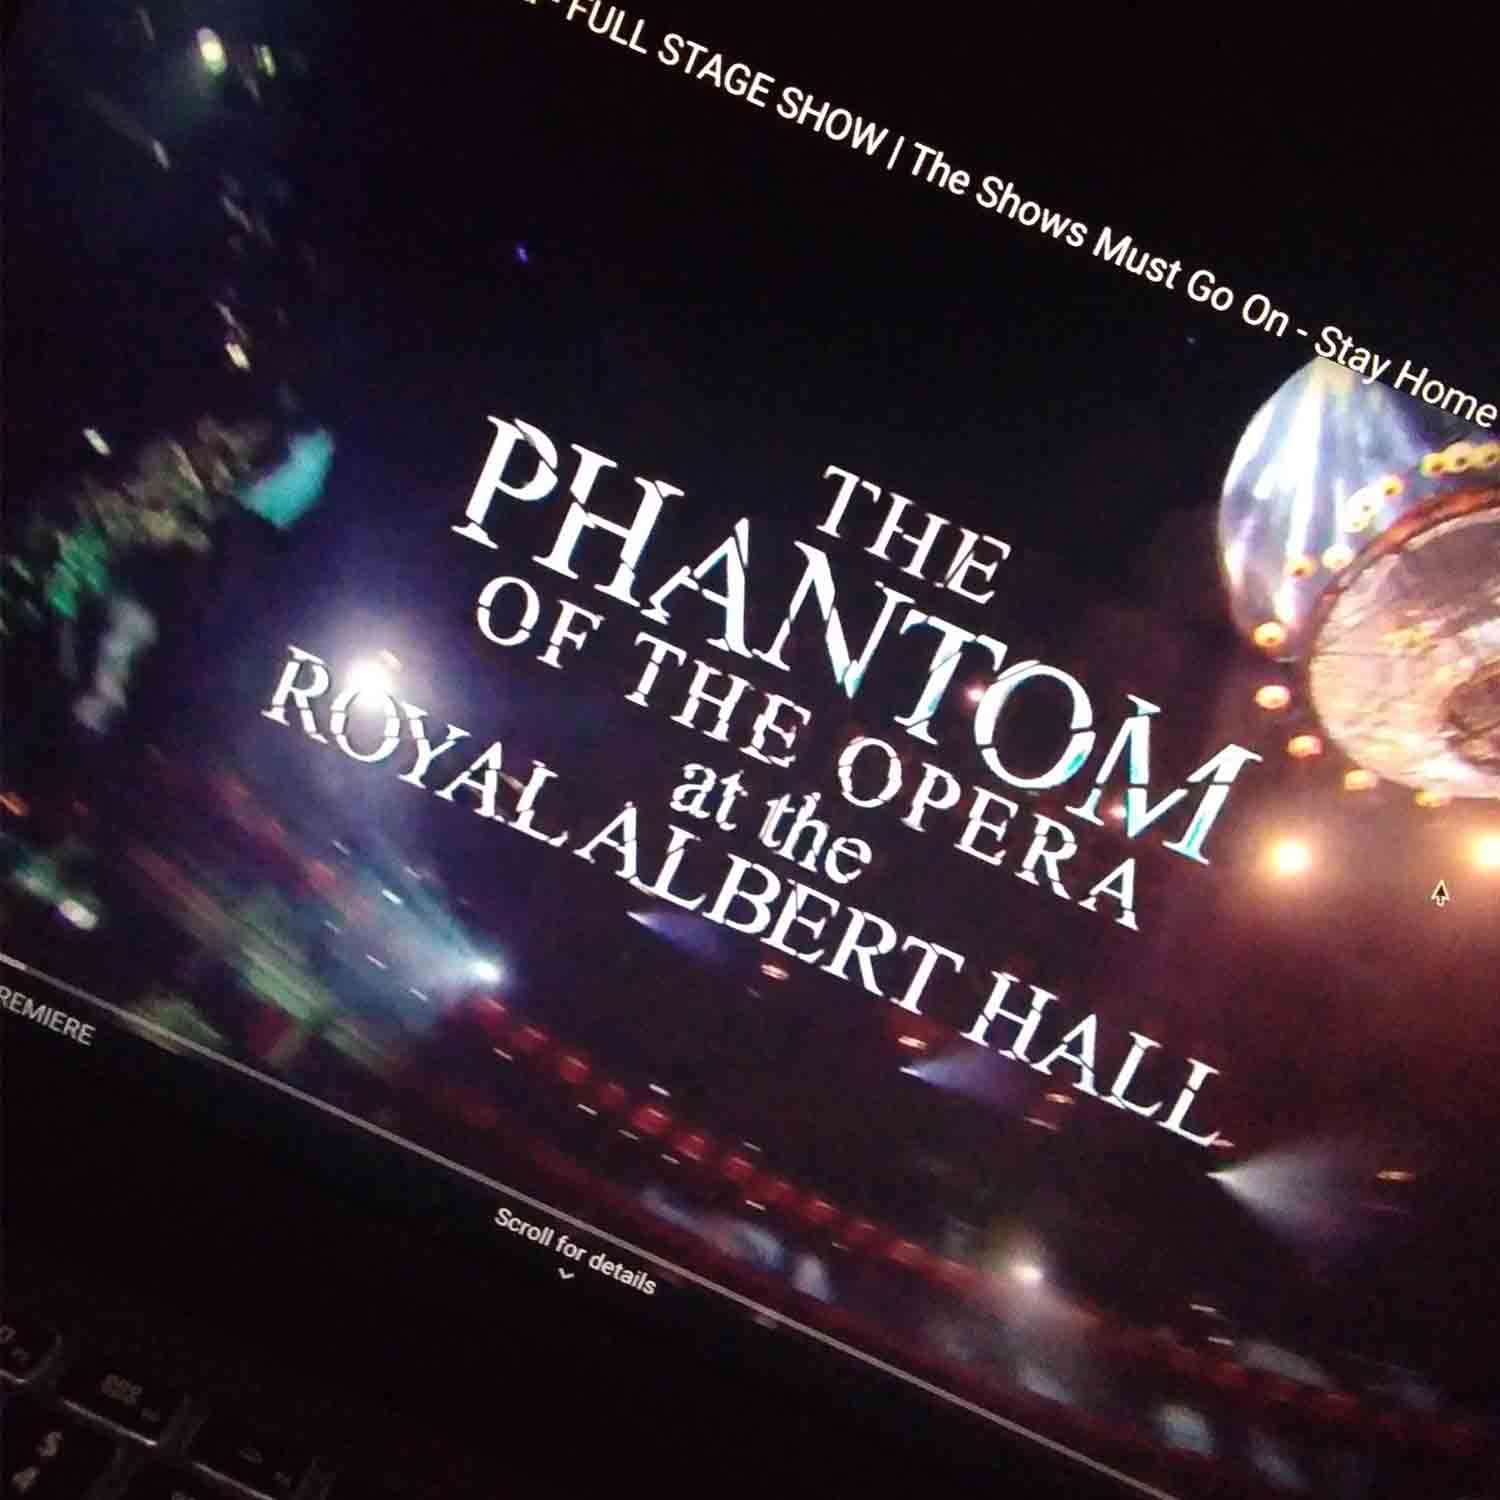 - FULL STAGE SHOW | The Shows Must Go On - Stay Home
THE
PHANTOM
OF THE OPERA
at the
ROYAL ALBERT HALL
REMIERE
Scroll for details
$
4